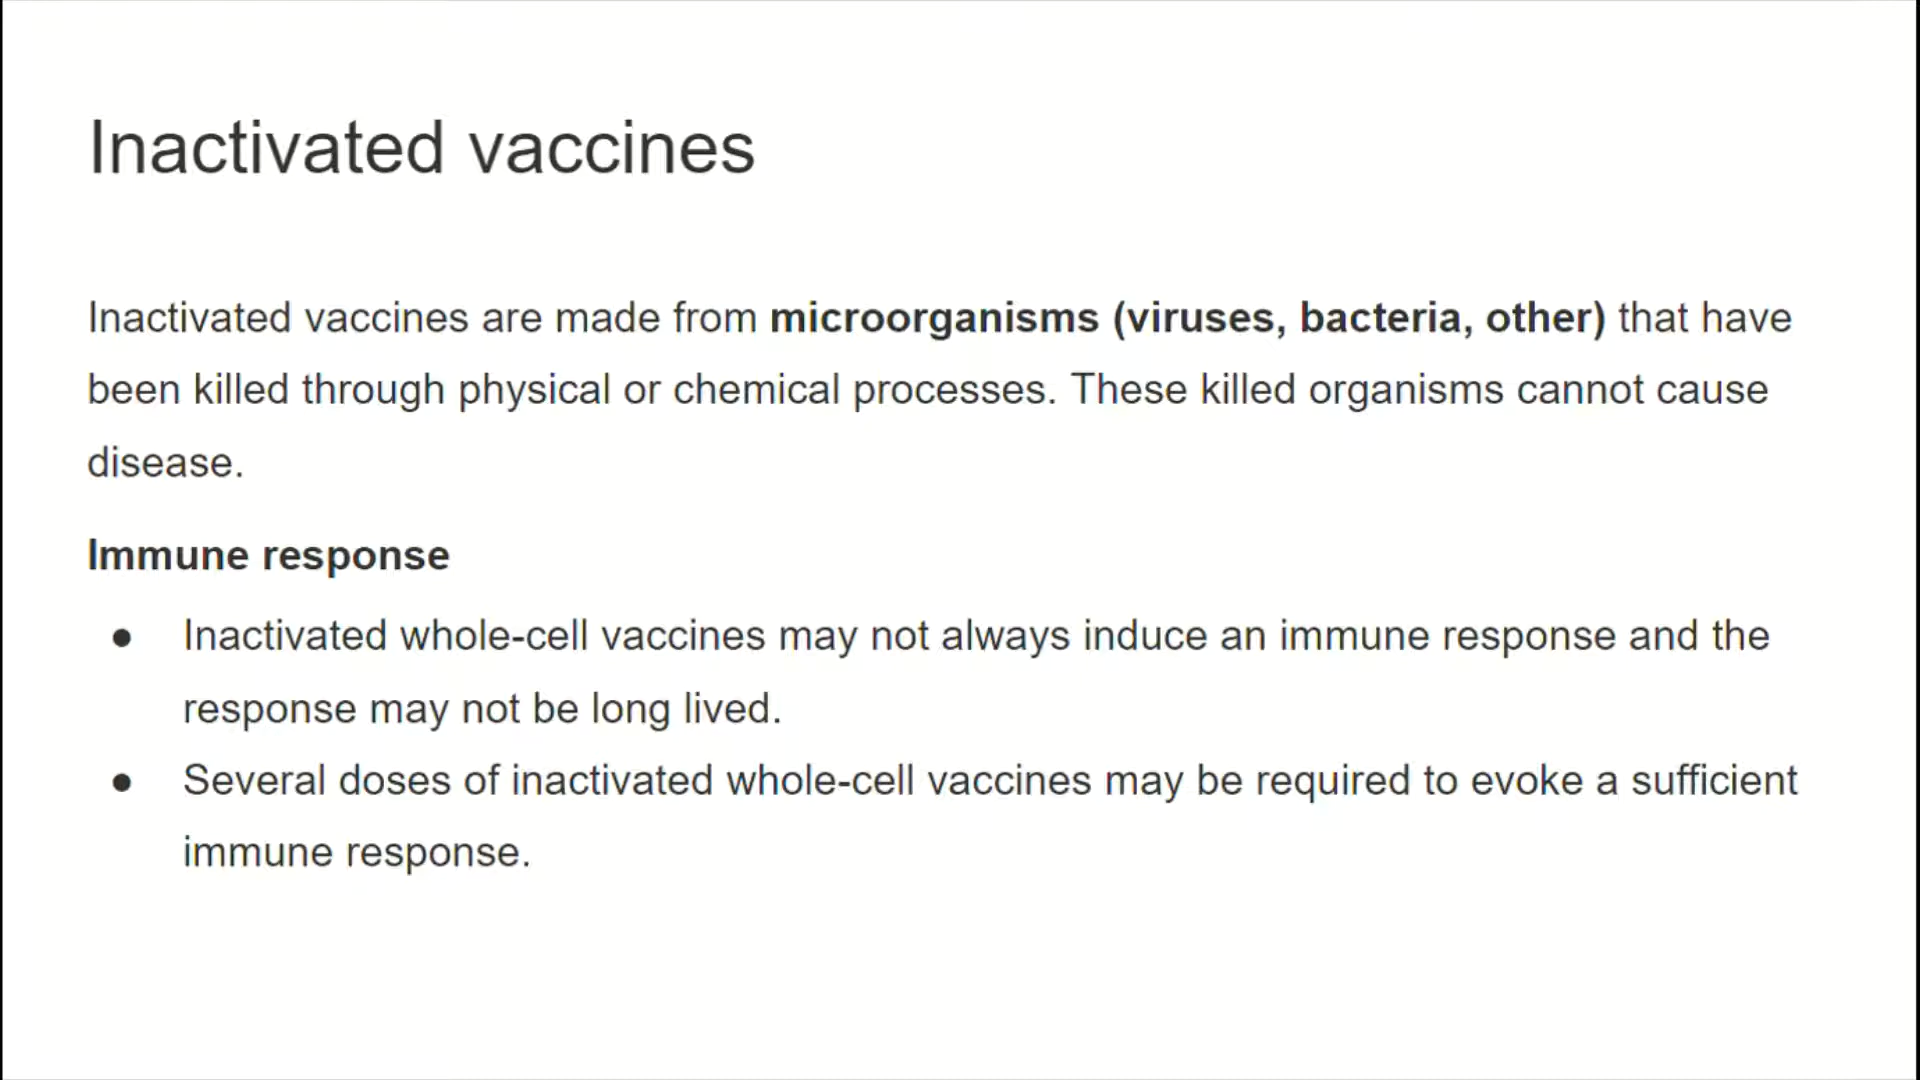 Inactivated vaccines
Inactivated vaccines are made from microorganisms (viruses, bacteria, other) that have
been killed through physical or chemical processes. These killed organisms cannot cause
disease.
Immune response
● Inactivated whole-cell vaccines may not always induce an immune response and the
response may not be long lived.
● Several doses of inactivated whole-cell vaccines may be required to evoke a sufficient
immune response.